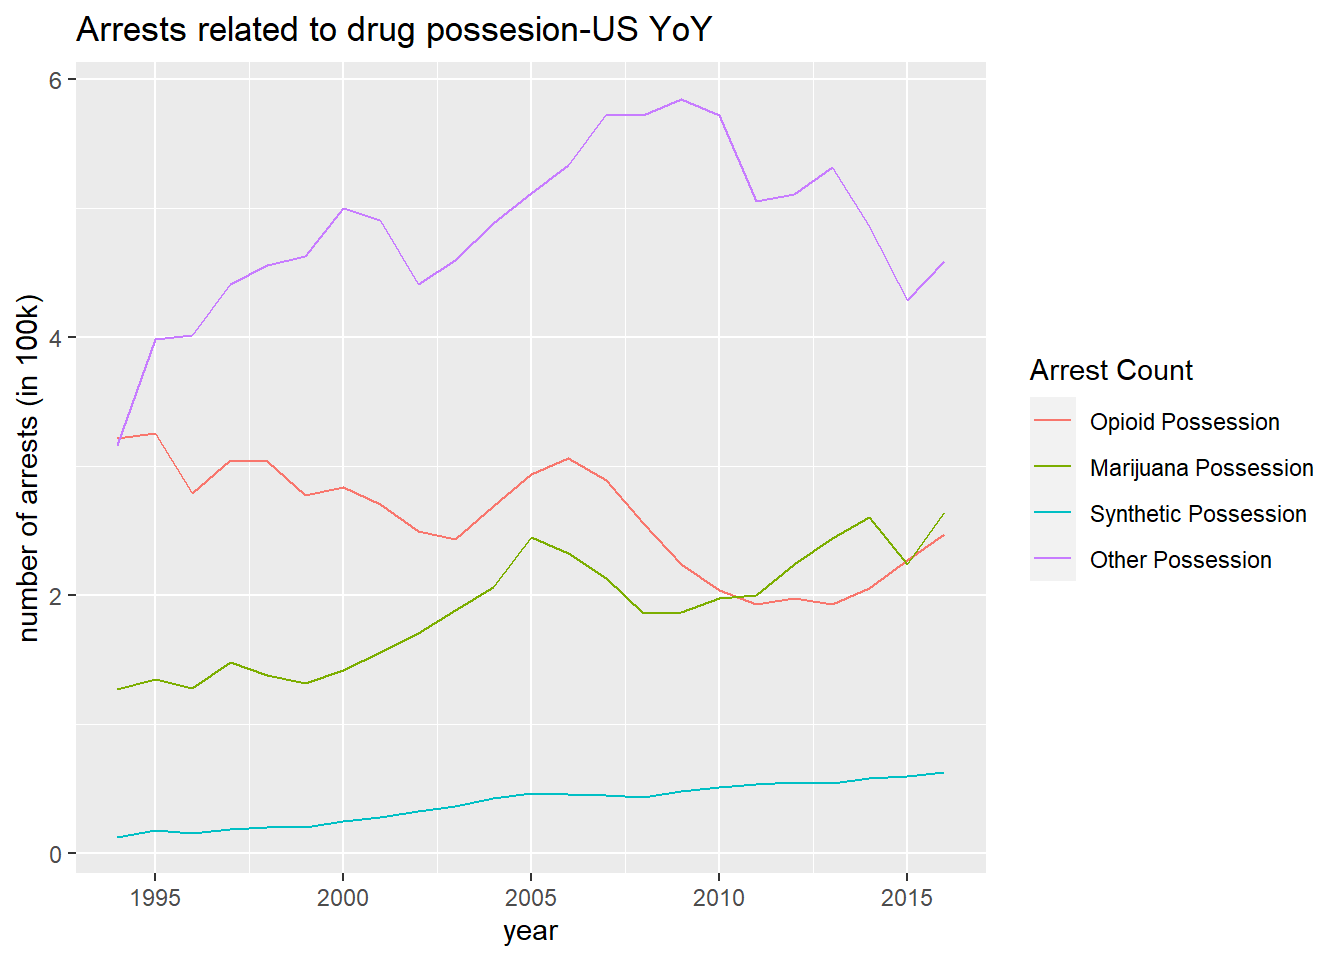 Arrests related to drug possesion-US YoY
6
4
2
0
number of arrests (in 100k)
1995 2000 2005 2010 2015
year
Arrest Count
Opioid Possession
Marijuana Possession
Synthetic Possession
Other Possession